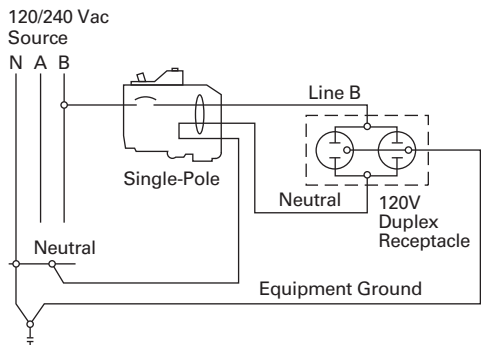 120/240 Vac
Source
N A B
Line B
Single-Pole
Neutral
120V
Duplex
Receptacle
Neutral
Equipment Ground